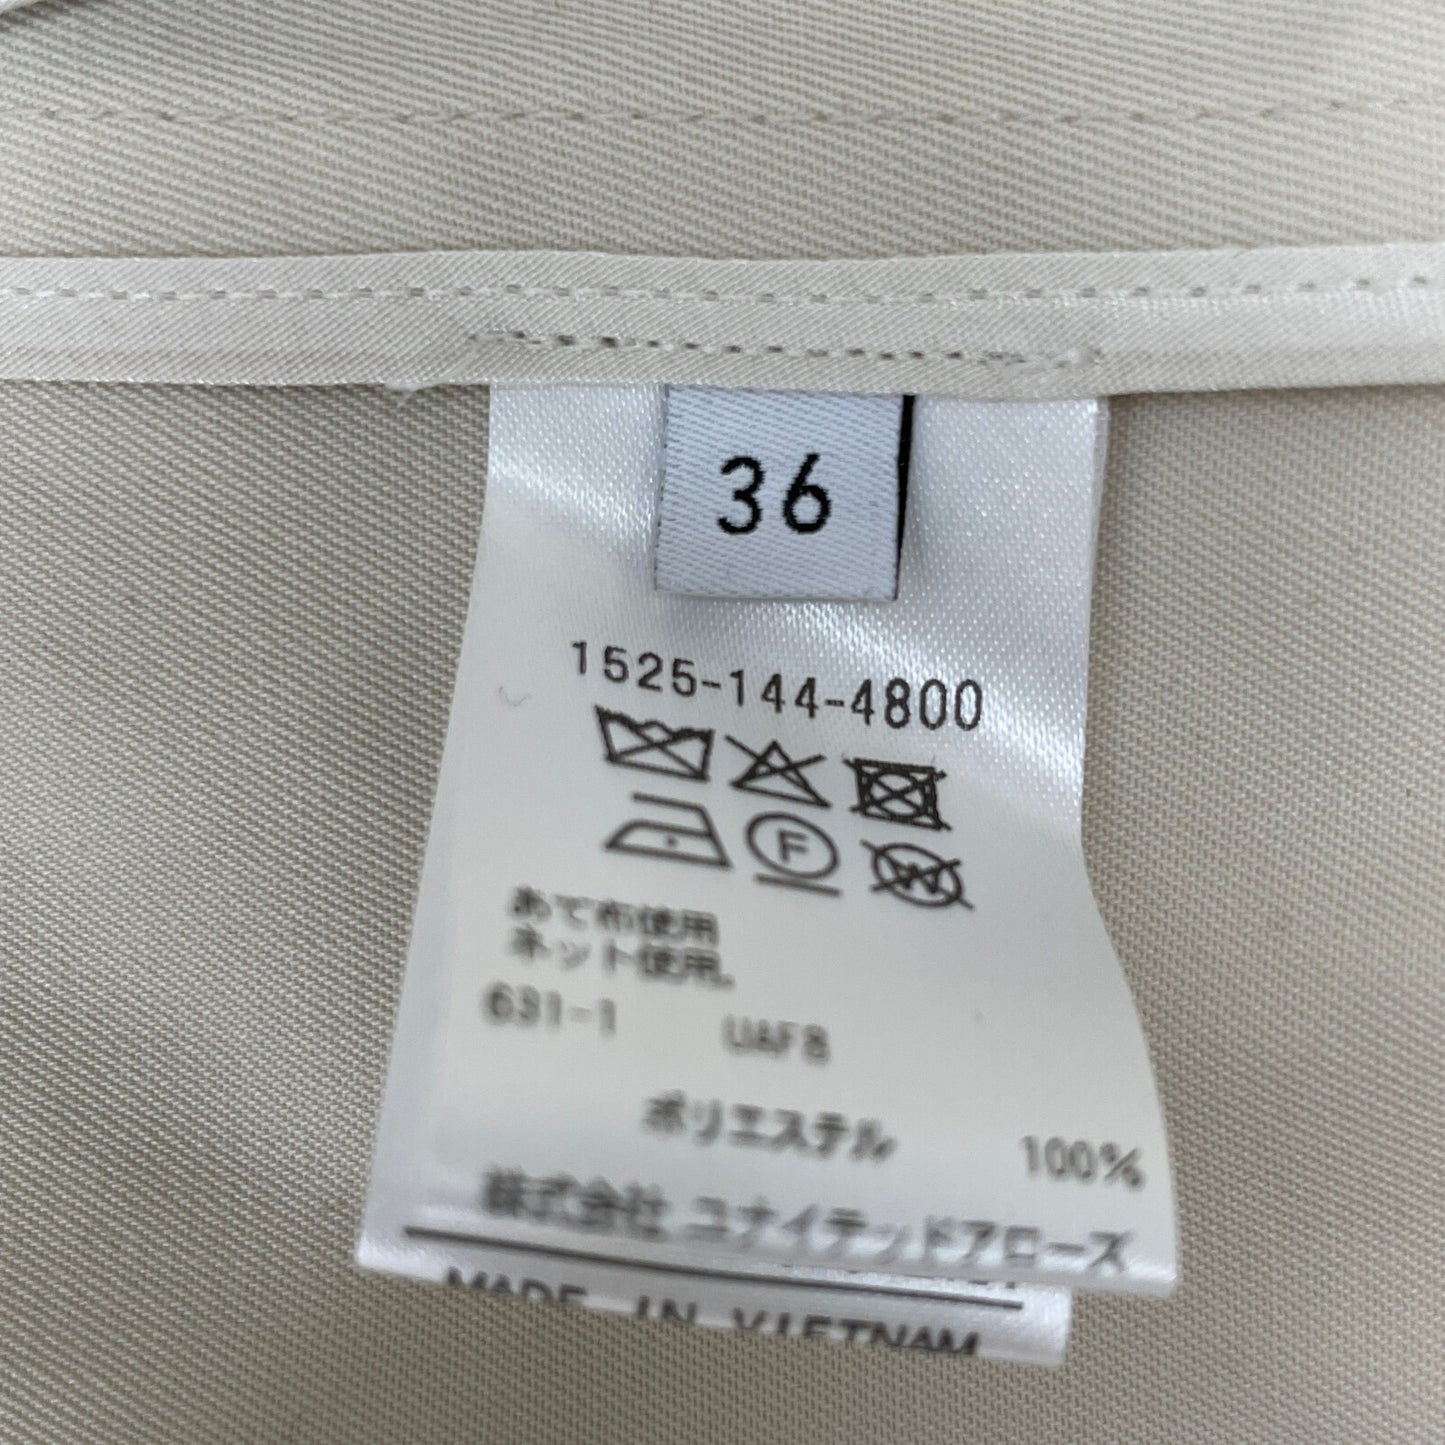 36
1525-144-4800
F
W
あて布使用
ネット使用.
631-1 UAF8
ポリエステル 100%
株式会社 ユナイテッドアローズ
MADE IN VIETNAM